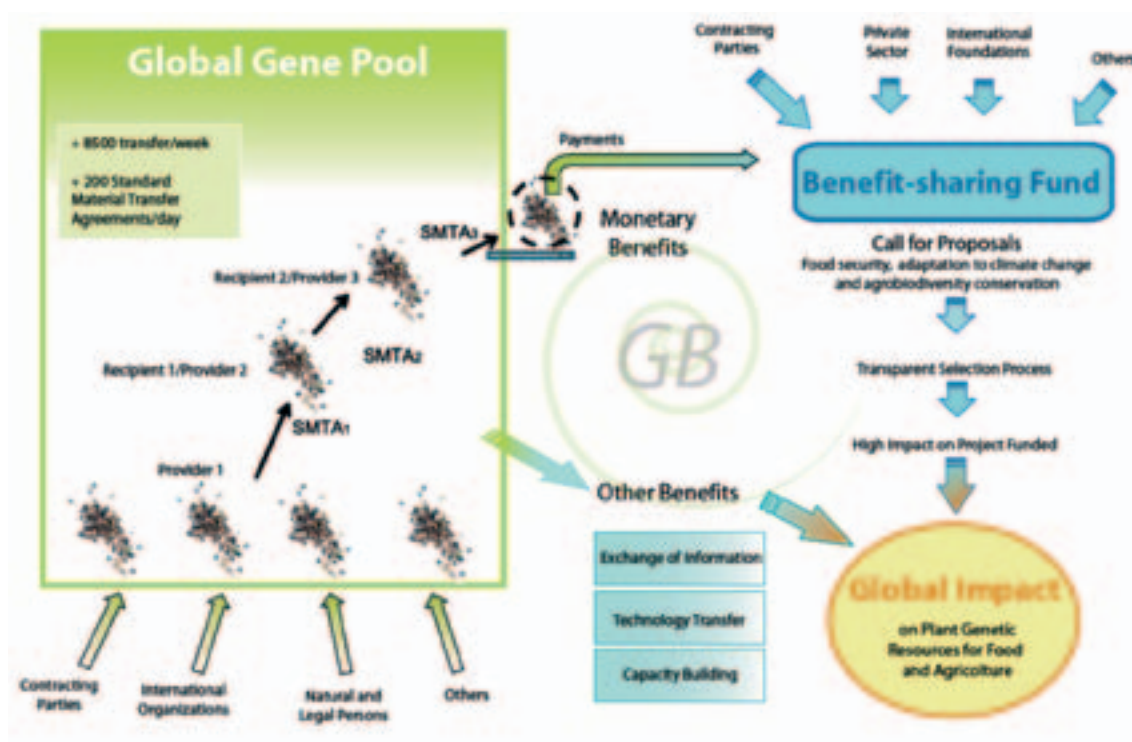 Global Gene Pool
+ 8500 transfer/week
+ 200 Standard
Material Transfer
Agreements/day
Recipient 2/Provider 3
SMTA3
SMTA2
Recipient 1/Provider 2
SMTA1
Provider 1
Contracting
Parties
International
Organizations
Natural and
Legal Persons
Others
Payments
Monetary
Benefits
GB
Other Benefits
Exchange of Information
Technology Transfer
Capacity Building
Contracting
Parties
Private
Sector
International
Foundations
Others
Benefit-sharing Fund
Call for Proposals
Food security, adaptation to climate change
and agrobiodiversity conservation
Transparent Selection Process
High Impact on Project Funded
Global Impact
on Plant Genetic
Resources for Food
and Agricolture